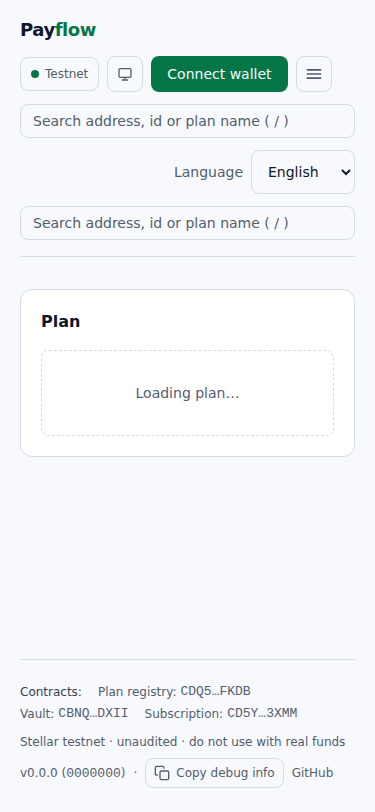 Payflow
Testnet
Connect wallet
Search address, id or plan name ( / )
Language English
Search address, id or plan name ( / )
Plan
Loading plan…
Contracts: Plan registry: CDQ5…FKDB
Vault: CBNQ…DXII Subscription: CD5Y…3XMM
Stellar testnet · unaudited · do not use with real funds
v0.0.0 (0000000) · Copy debug info GitHub